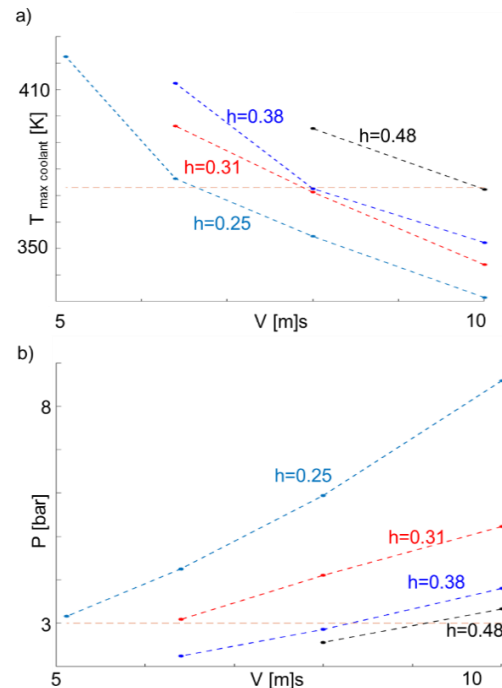 a)
410
h=0.38
h=0.48
T max coolant [K]
h=0.31
h=0.25
350
5
V [m]s
10
b)
8
h=0.25
P [bar]
h=0.31
h=0.38
3
h=0.48
5
V [m]s
10